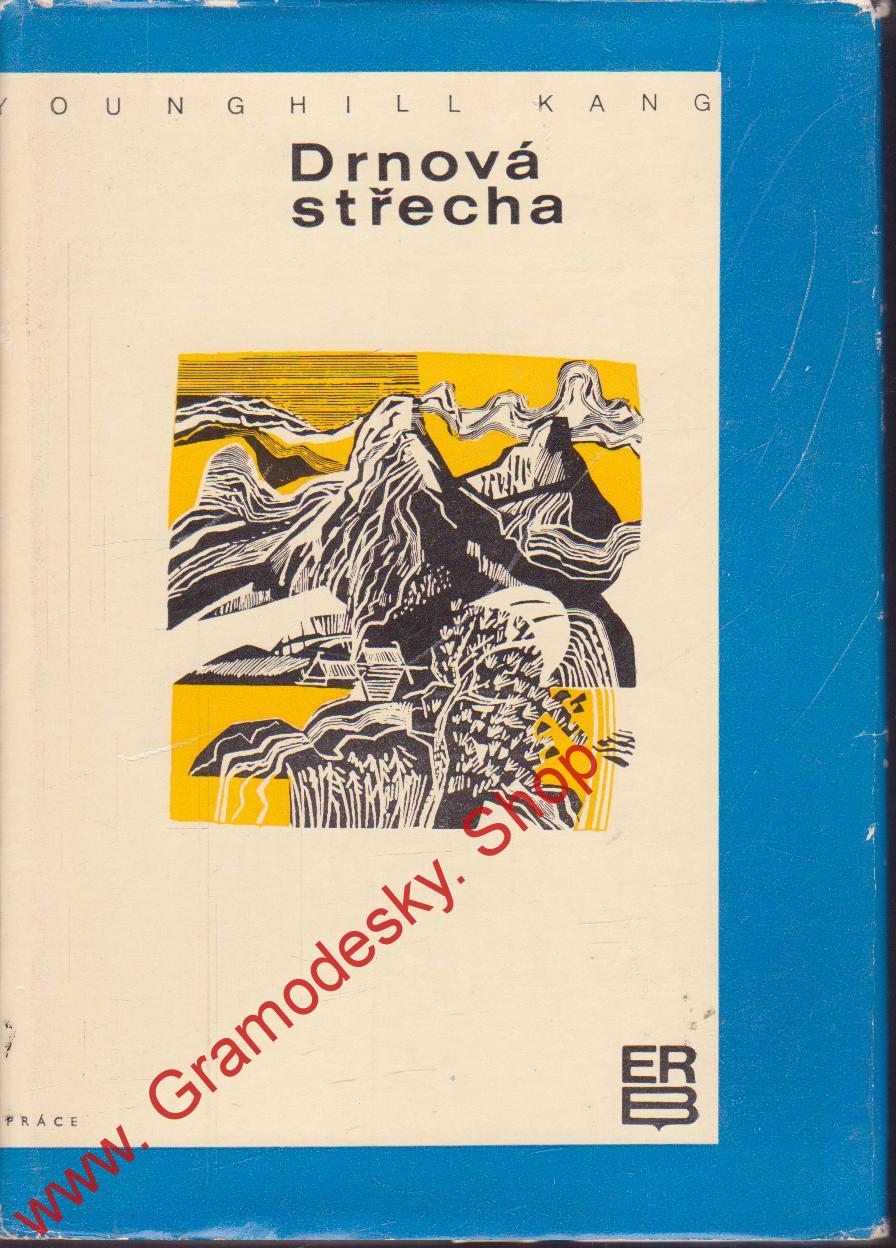 YOUNGHILL KANG
Drnová
střecha
www. Gramodesky. Shop
PRÁCE
ER
B